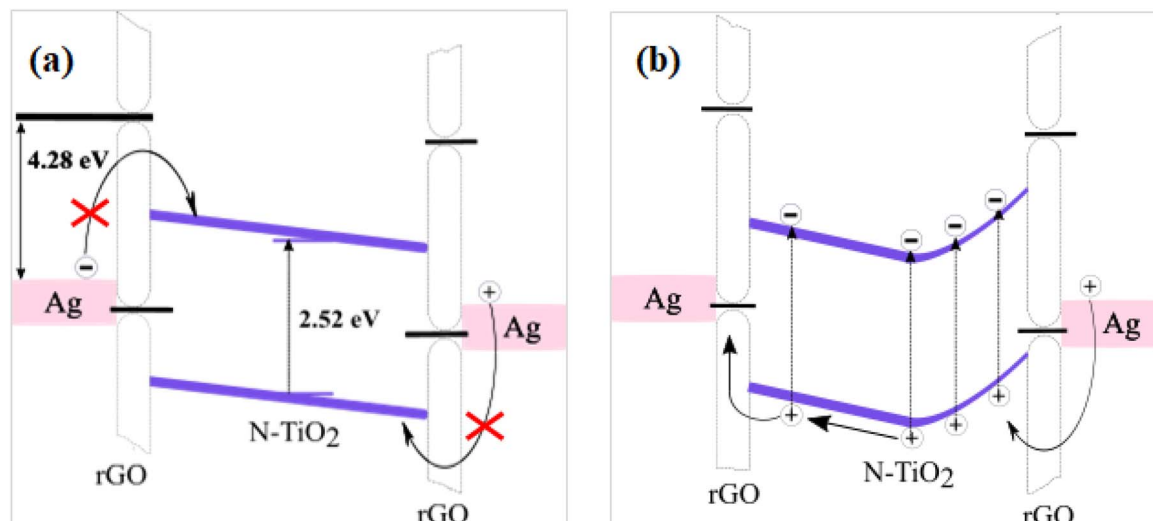 (a)
4.28 eV
Ag
2.52 eV
Ag
N-TiO2
rGO
rGO
(b)
Ag
Ag
N-TiO2
rGO
rGO